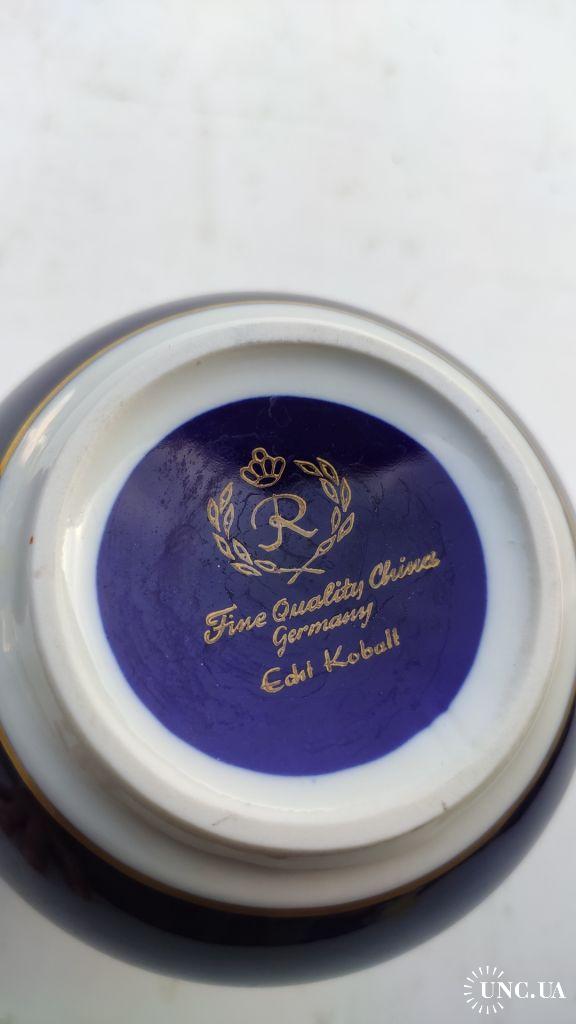 R
Fine Quality China
Germany
Echt Kobalt
UNC.UA